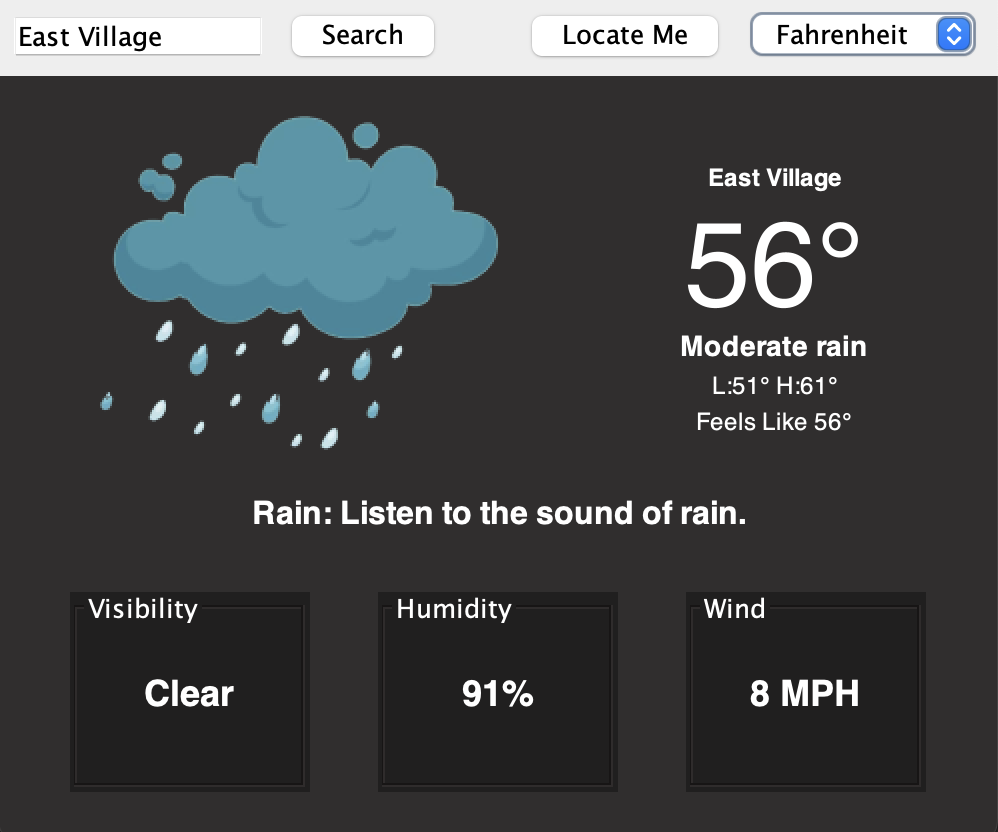 East Village Search Locate Me Fahrenheit
East Village
56°
Moderate rain
L:51° H:61°
Feels Like 56°
Rain: Listen to the sound of rain.
Visibility Humidity Wind
Clear 91% 8 MPH